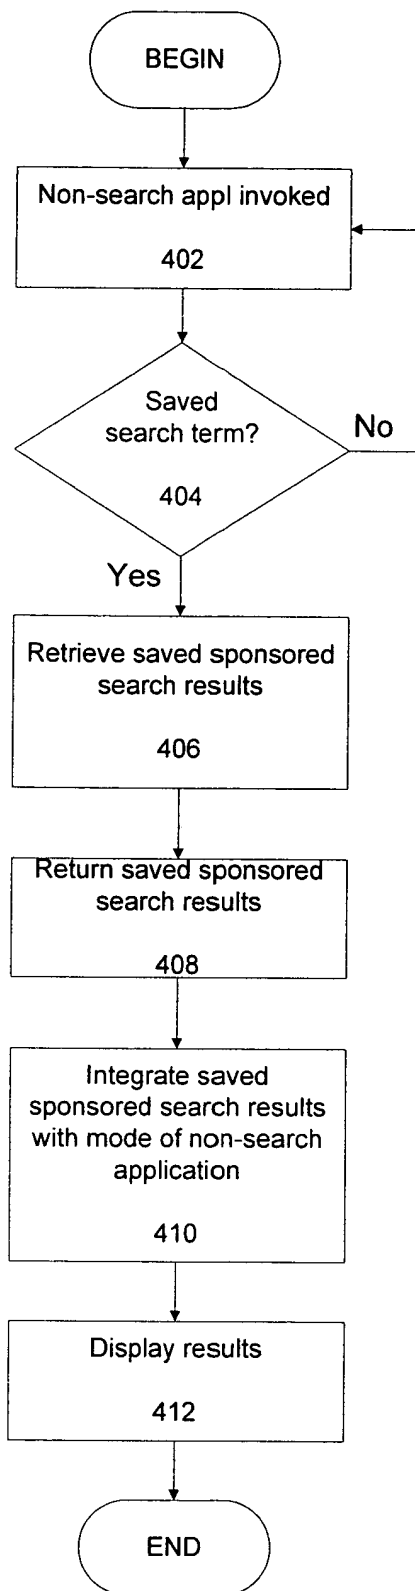 BEGIN
Non-search appl invoked
402
Saved
search term?
404
No
Yes
Retrieve saved sponsored
search results
406
Return saved sponsored
search results
408
Integrate saved
sponsored search results
with mode of non-search
application
410
Display results
412
END